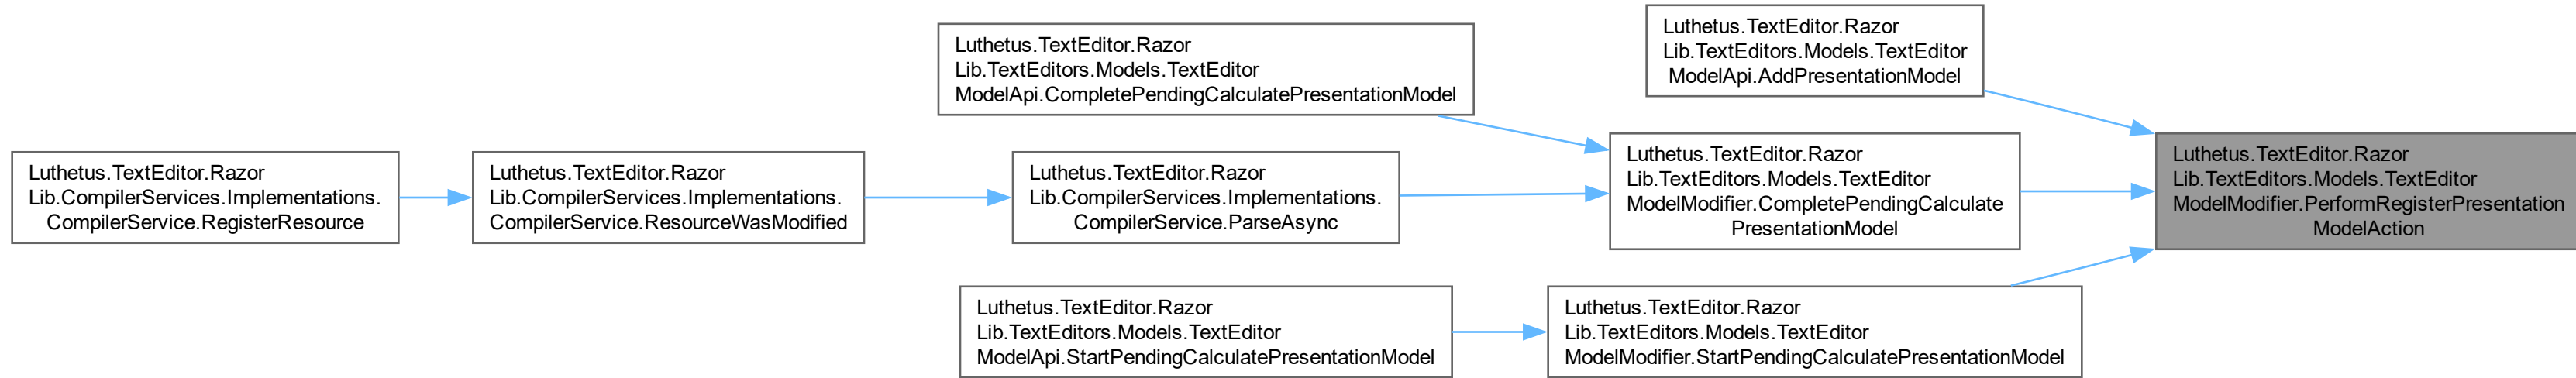 Luthetus.TextEditor.Razor
Lib.CompilerServices.Implementations.
CompilerService.RegisterResource
Luthetus.TextEditor.Razor
Lib.CompilerServices.Implementations.
CompilerService.ResourceWasModified
Luthetus.TextEditor.Razor
Lib.TextEditors.Models.TextEditor
ModelApi.CompletePendingCalculatePresentationModel
Luthetus.TextEditor.Razor
Lib.CompilerServices.Implementations.
CompilerService.ParseAsync
Luthetus.TextEditor.Razor
Lib.TextEditors.Models.TextEditor
ModelApi.StartPendingCalculatePresentationModel
Luthetus.TextEditor.Razor
Lib.TextEditors.Models.TextEditor
ModelApi.AddPresentationModel
Luthetus.TextEditor.Razor
Lib.TextEditors.Models.TextEditor
ModelModifier.CompletePendingCalculate
PresentationModel
Luthetus.TextEditor.Razor
Lib.TextEditors.Models.TextEditor
ModelModifier.StartPendingCalculatePresentationModel
Luthetus.TextEditor.Razor
Lib.TextEditors.Models.TextEditor
ModelModifier.PerformRegisterPresentation
ModelAction